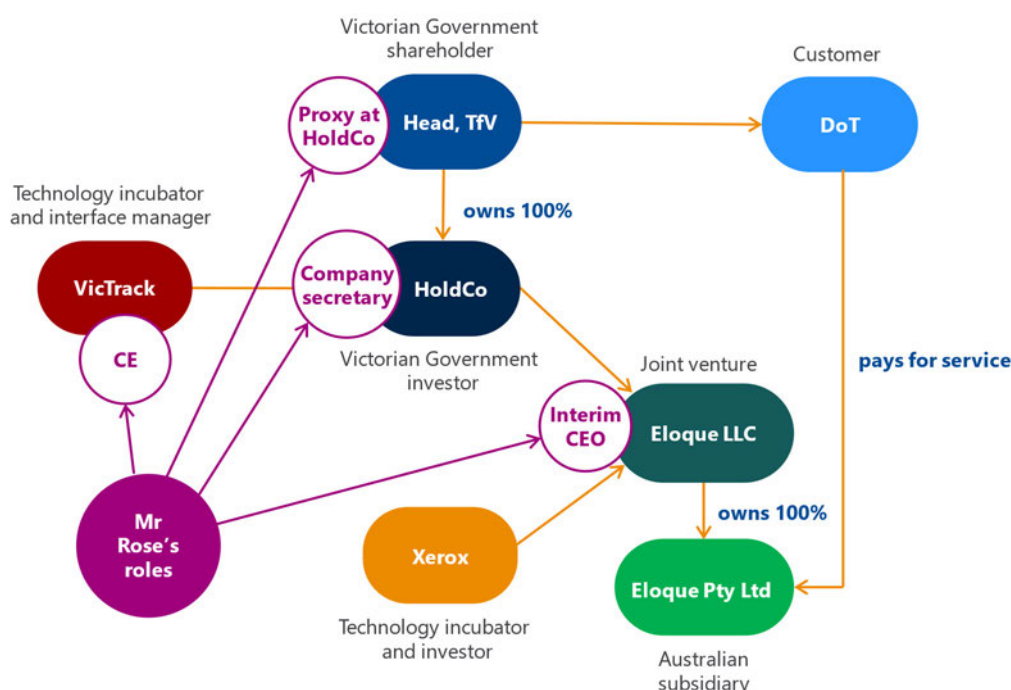 Victorian Government
shareholder
Customer
Proxy at
HoldCo
Head, TfV
DoT
Technology incubator
and interface manager
owns 100%
VicTrack
Company
secretary
HoldCo
CE
Victorian Government
investor
Joint venture
pays for service
Interim
CEO
Eloque LLC
Mr
Rose's
roles
owns 100%
Xerox
Eloque Pty Ltd
Technology incubator
and investor
Australian
subsidiary